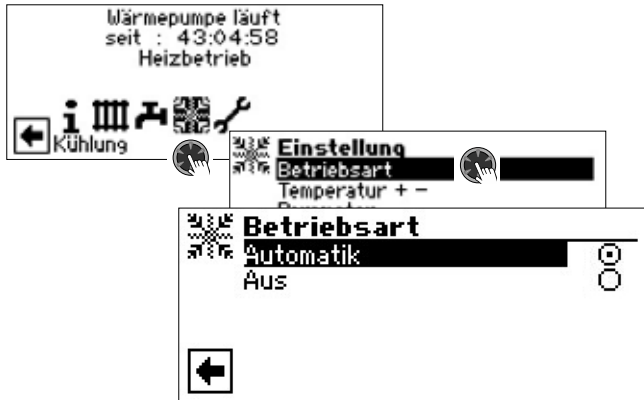 Wärmepumpe läuft
seit : 43:04:58
Heizbetrieb
Kühlung
Einstellung
Betriebsart
Temperatur + -
Betriebsart
Automatik
Aus